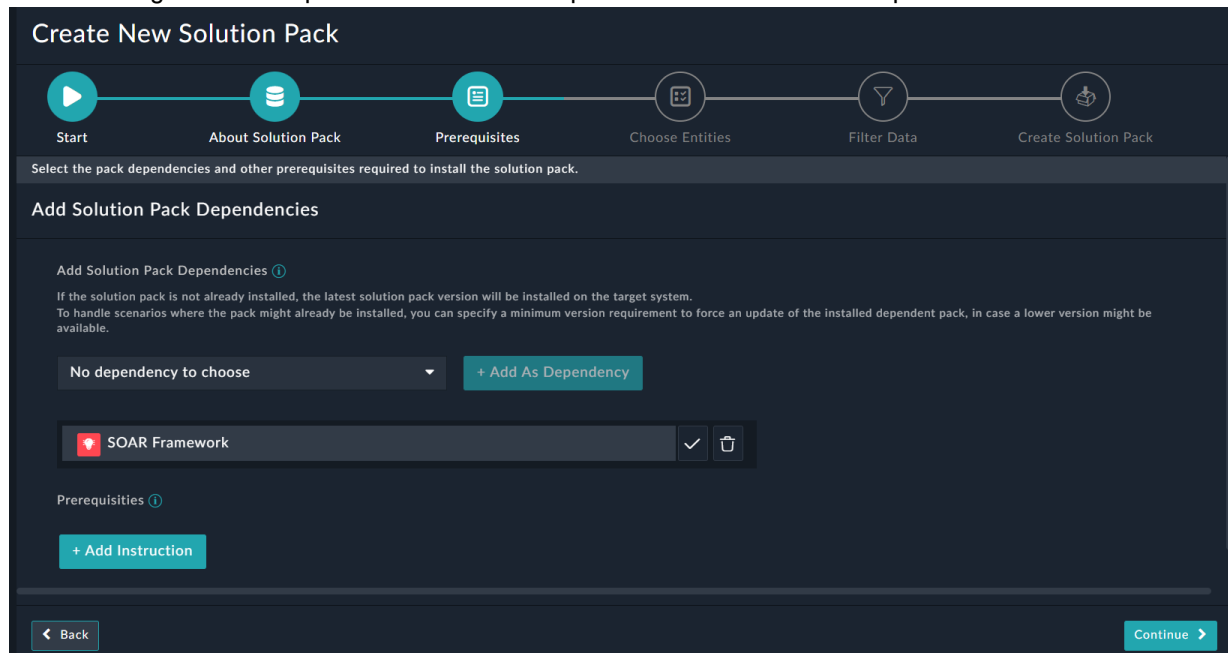 Create New Solution Pack
Start
About Solution Pack
Prerequisites
Choose Entities
Filter Data
Create Solution Pack
Select the pack dependencies and other prerequisites required to install the solution pack.
Add Solution Pack Dependencies
Add Solution Pack Dependencies
If the solution pack is not already installed, the latest solution pack version will be installed on the target system.
To handle scenarios where the pack might already be installed, you can specify a minimum version requirement to force an update of the installed dependent pack, in case a lower version might be
available.
No dependency to choose
+ Add As Dependency
SOAR Framework
Prerequisities
+ Add Instruction
Back
Continue